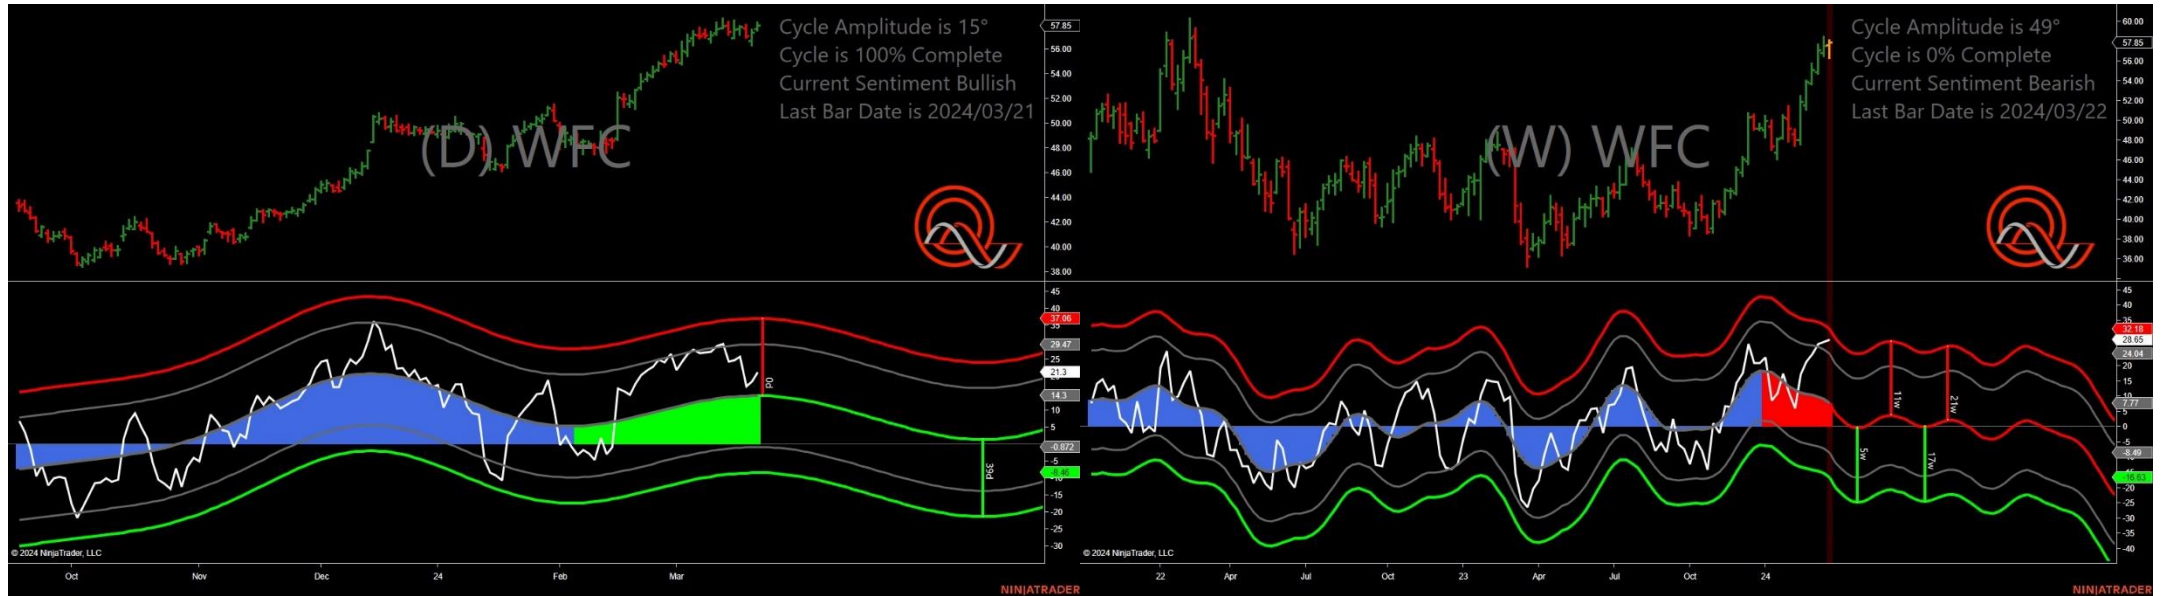 Cycle Amplitude is 15°
Cycle is 100% Complete
Current Sentiment Bullish
Last Bar Date is 2024/03/21
(D) WFC
57.85
56.00
54.00
52.00
50.00
48.00
46.00
44.00
42.00
40.00
38.00
45
40
37.06
35
29.47
25
21.3
14.3
10
5
0
-0.872
-5
-8.46
-10
-15
-20
-25
-30
P0
39d
© 2024 NinjaTrader, LLC
Oct
Nov
Dec
24
Feb
Mar
NINJATRADER
Cycle Amplitude is 49°
Cycle is 0% Complete
Current Sentiment Bearish
Last Bar Date is 2024/03/22
(W) WFC
60.00
57.85
56.00
54.00
52.00
50.00
48.00
46.00
44.00
42.00
40.00
38.00
36.00
45
40
35
32.18
28.65
24.04
20
15
10
7.77
5
0
-5
-8.49
-16.63
-20
-25
-30
-35
-40
5w
11w
17w
21w
© 2024 NinjaTrader, LLC
22
Apr
Jul
Oct
23
Apr
Jul
Oct
24
NINJATRADER